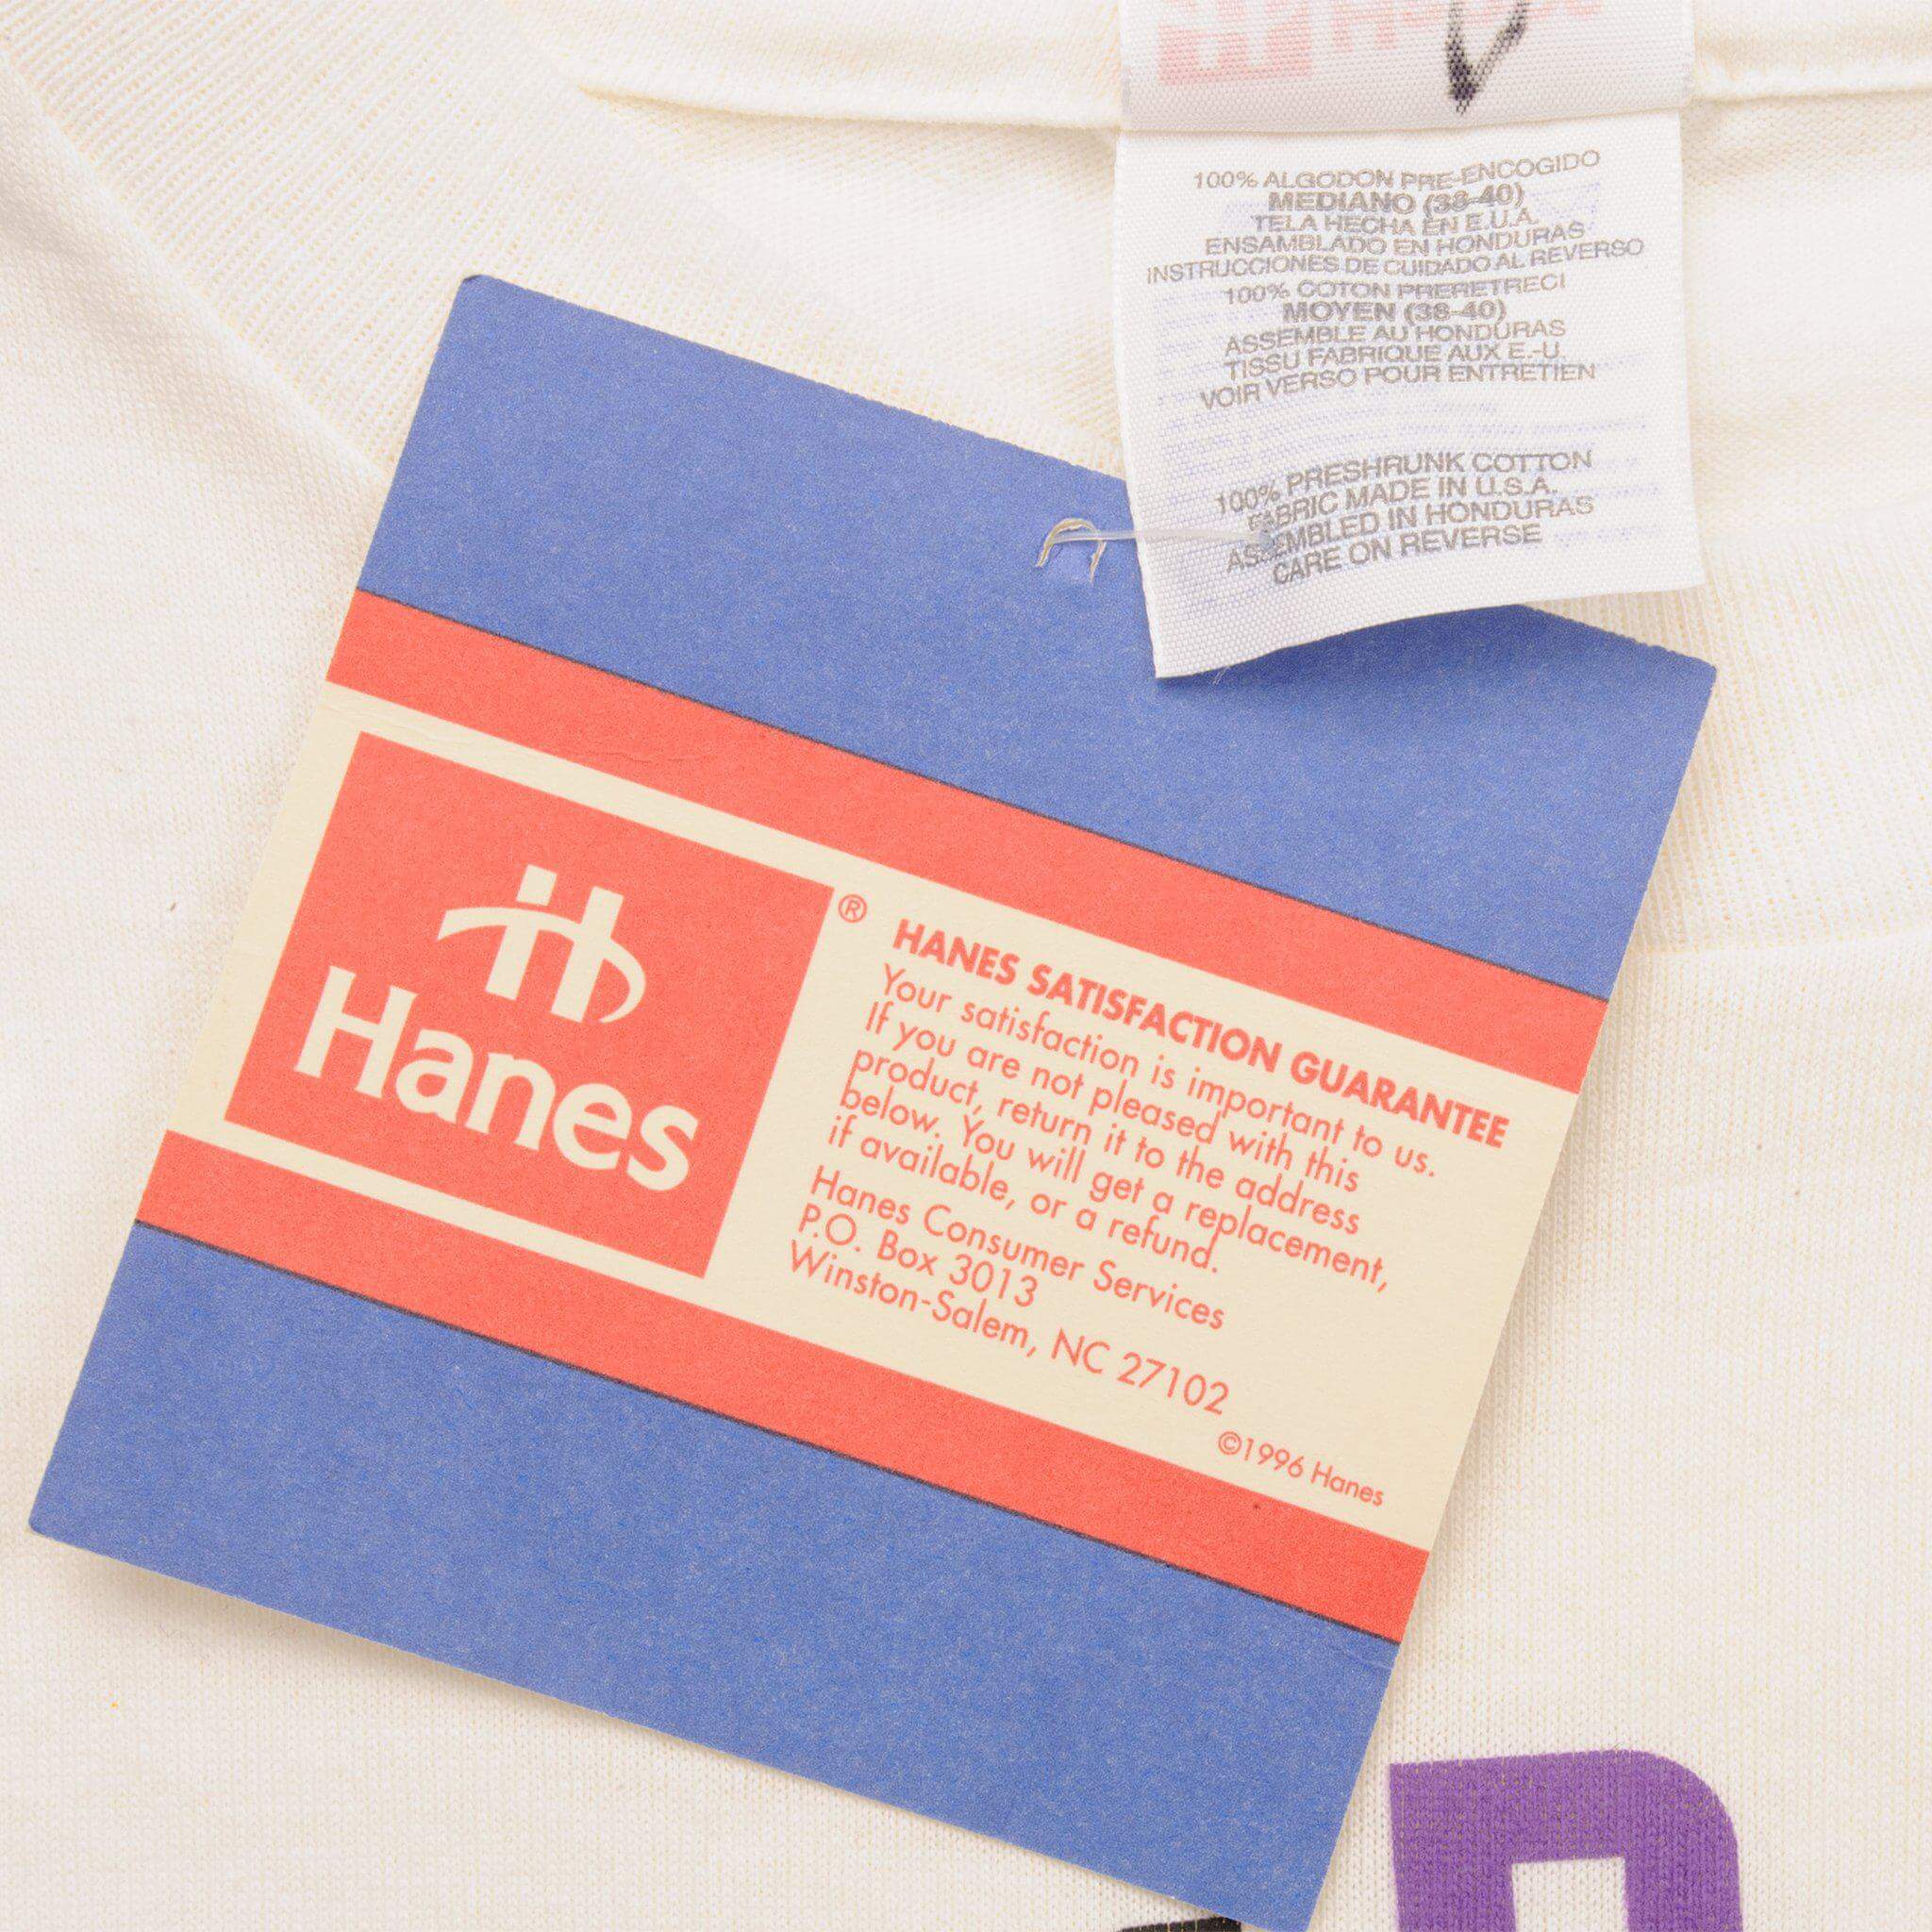 100% ALGODON PRE-ENCOGIDO
MEDIANO (38-40)
TELA HECHA EN E.U.A.
ENSAMBLADO EN HONDURAS
INSTRUCCIONES DE CUIDADO AL REVERSO
100% COTON PRERETRECI
MOYEN (38-40)
ASSEMBLE AU HONDURAS
TISSU FABRIQUE AUX E.-U.
VOIR VERSO POUR ENTRETIEN
100% PRESHRUNK COTTON
FABRIC MADE IN U.S.A.
ASSEMBLED IN HONDURAS
CARE ON REVERSE
H
Hanes
®
HANES SATISFACTION GUARANTEE
Your satisfaction is important to us.
If you are not pleased with this
product, return it to the address
below. You will get a replacement,
if available, or a refund.
Hanes Consumer Services
P.O. Box 3013
Winston-Salem, NC 27102
©1996 Hanes